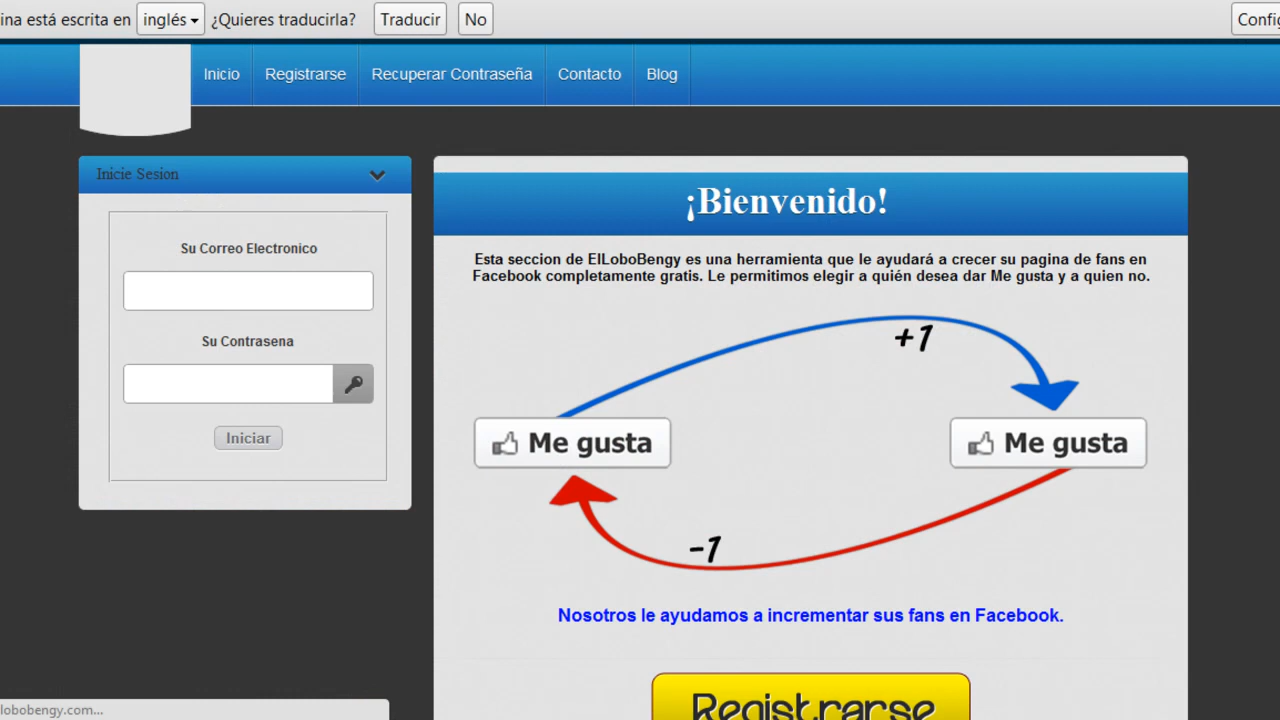 ina está escrita en inglés ¿Quieres traducirla? Traducir No Config
Inicio Registrarse Recuperar Contraseña Contacto Blog
Inicie Sesion
Su Correo Electronico
Su Contrasena
Iniciar
¡Bienvenido!
Esta seccion de ElLoboBengy es una herramienta que le ayudará a crecer su pagina de fans en
Facebook completamente gratis. Le permitimos elegir a quién desea dar Me gusta y a quien no.
+1
Me gusta Me gusta
-1
Nosotros le ayudamos a incrementar sus fans en Facebook.
Registrarse
lobobengy.com...